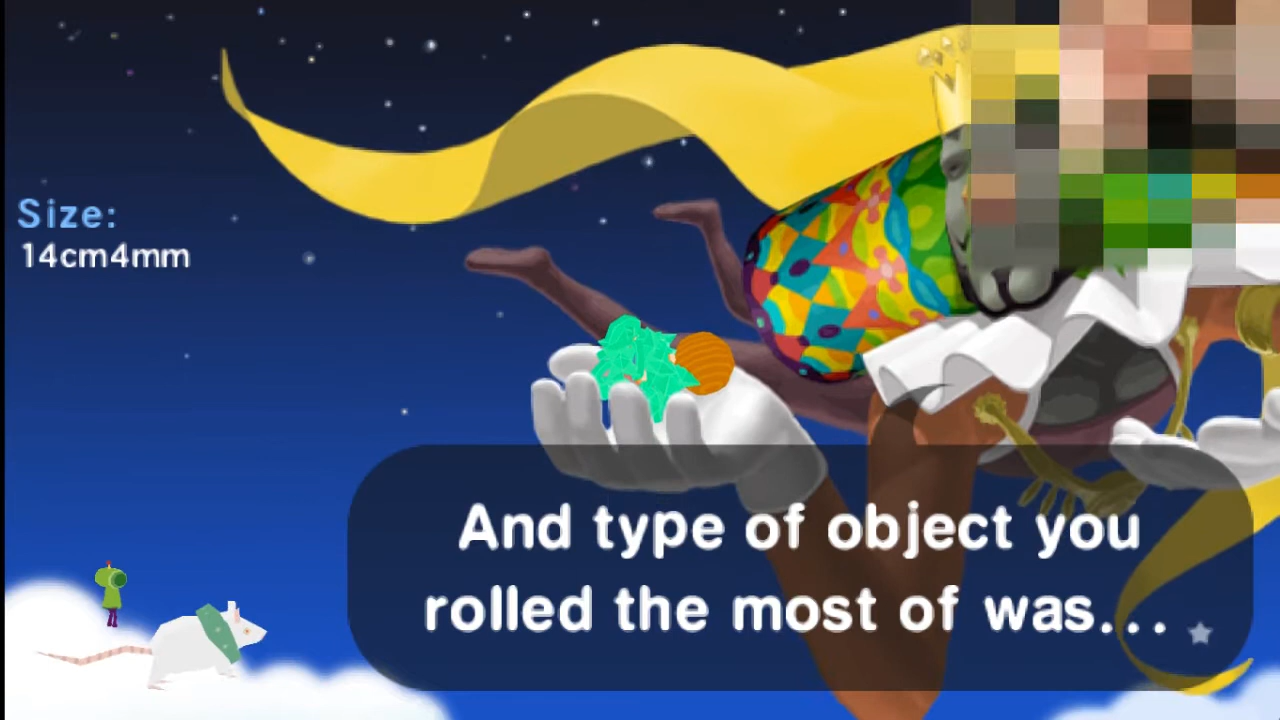 Size:
14cm4mm
And type of object you
rolled the most of was...